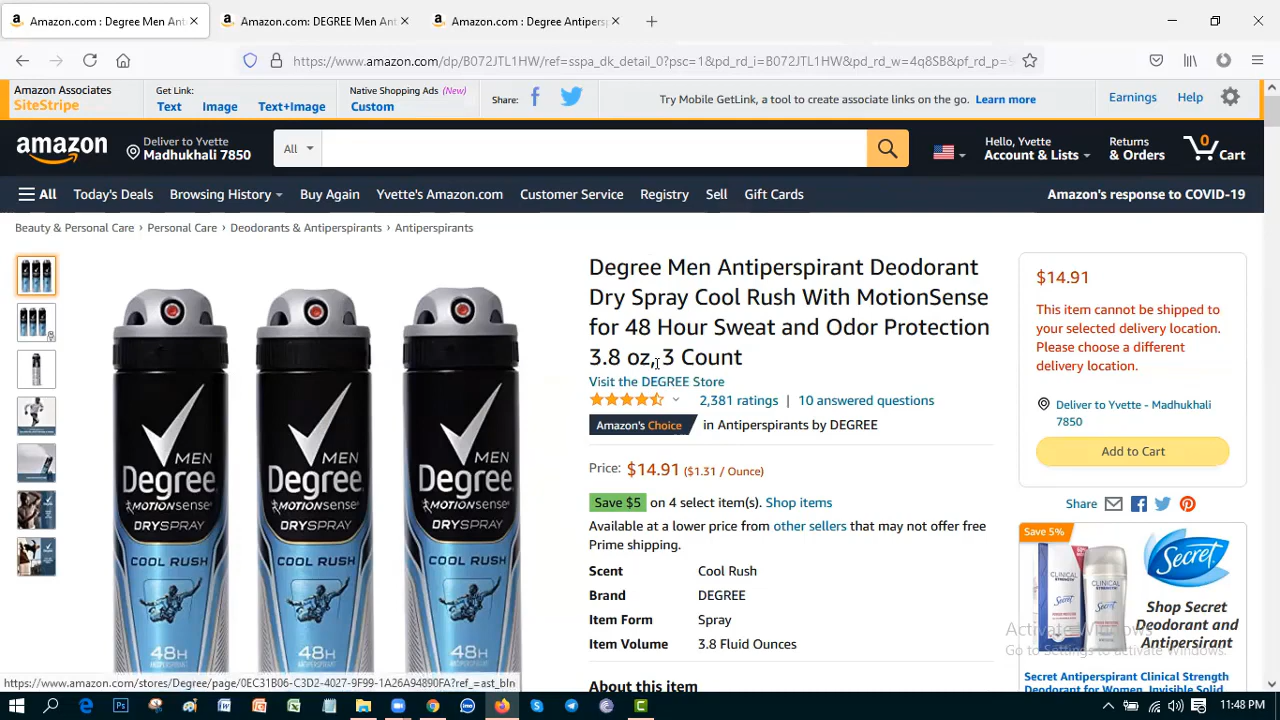 Amazon.com : Degree Men Ant
Amazon.com: DEGREE Men Ant
Amazon.com : Degree Antipers
https://www.amazon.com/dp/B072JTL1HW/ref=sspa_dk_detail_0?psc=1&pd_rd_i=B072JTL1HW&pd_rd_w=4q8SB&pf_rd_p=
Amazon Associates
SiteStripe
Get Link:
Text
Image
Text+Image
Native Shopping Ads (New)
Custom
Share:
Try Mobile GetLink, a tool to create associate links on the go. Learn more
Earnings
Help
amazon
Deliver to Yvette
Madhukhali 7850
All
Hello, Yvette
Account & Lists
Returns
& Orders
0
Cart
All
Today's Deals
Browsing History
Buy Again
Yvette's Amazon.com
Customer Service
Registry
Sell
Gift Cards
Amazon's response to COVID-19
Beauty & Personal Care › Personal Care › Deodorants & Antiperspirants › Antiperspirants
MEN
Degree
MOTIONSENSE
DRYSPRAY
COOL RUSH
48H
ANTIPERSPIRANT
MEN
Degree
MOTIONSENSE
DRYSPRAY
COOL RUSH
48H
ANTIPERSPIRANT
MEN
Degree
MOTIONSENSE
DRYSPRAY
COOL RUSH
48H
ANTIPERSPIRANT
Degree Men Antiperspirant Deodorant
Dry Spray Cool Rush With MotionSense
for 48 Hour Sweat and Odor Protection
3.8 oz, 3 Count
Visit the DEGREE Store
2,381 ratings | 10 answered questions
Amazon's Choice in Antiperspirants by DEGREE
Price: $14.91 ($1.31 / Ounce)
Save $5 on 4 select item(s). Shop items
Available at a lower price from other sellers that may not offer free
Prime shipping.
Scent Cool Rush
Brand DEGREE
Item Form Spray
Item Volume 3.8 Fluid Ounces
About this item
$14.91
This item cannot be shipped to
your selected delivery location.
Please choose a different
delivery location.
Deliver to Yvette - Madhukhali
7850
Add to Cart
Share
Save 5%
Secret
CLINICAL
STRENGTH
Secret
Shop Secret
Deodorant and
Antiperspirant
Secret Antiperspirant Clinical Strength
Deodorant for Women, Invisible Solid
Activate Windows
Go to Settings to activate Windows.
https://www.amazon.com/stores/Degree/page/0EC31B06-C3D2-4027-9F99-1A26A94890FA?ref_=ast_bln
11:48 PM